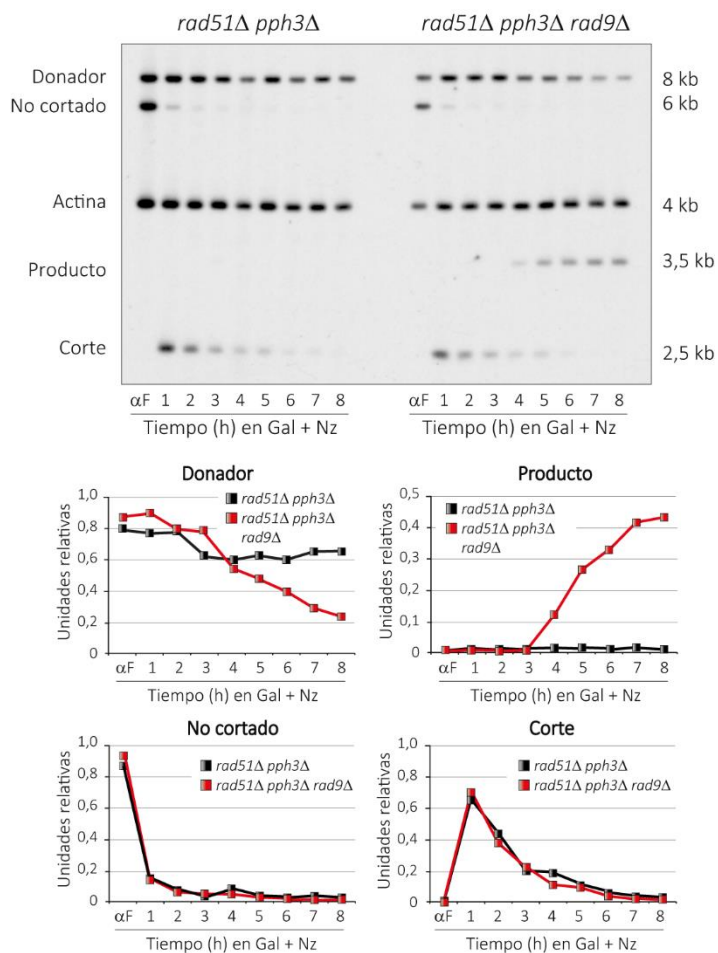 rad51Δ pph3Δ rad51Δ pph3Δ rad9Δ
Donador 8 kb
No cortado 6 kb
Actina 4 kb
Producto 3,5 kb
Corte 2,5 kb
αF 1 2 3 4 5 6 7 8 αF 1 2 3 4 5 6 7 8
Tiempo (h) en Gal + Nz Tiempo (h) en Gal + Nz
Donador
Unidades relativas
1,0
0,8
0,6
0,4
0,2
0
rad51Δ pph3Δ
rad51Δ pph3Δ
rad9Δ
αF 1 2 3 4 5 6 7 8
Tiempo (h) en Gal + Nz
Producto
Unidades relativas
0,5
0,4
0,3
0,2
0,1
0
rad51Δ pph3Δ
rad51Δ pph3Δ
rad9Δ
αF 1 2 3 4 5 6 7 8
Tiempo (h) en Gal + Nz
No cortado
Unidades relativas
1,0
0,8
0,6
0,4
0,2
0
rad51Δ pph3Δ
rad51Δ pph3Δ rad9Δ
αF 1 2 3 4 5 6 7 8
Tiempo (h) en Gal + Nz
Corte
Unidades relativas
1,0
0,8
0,6
0,4
0,2
0
rad51Δ pph3Δ
rad51Δ pph3Δ rad9Δ
αF 1 2 3 4 5 6 7 8
Tiempo (h) en Gal + Nz